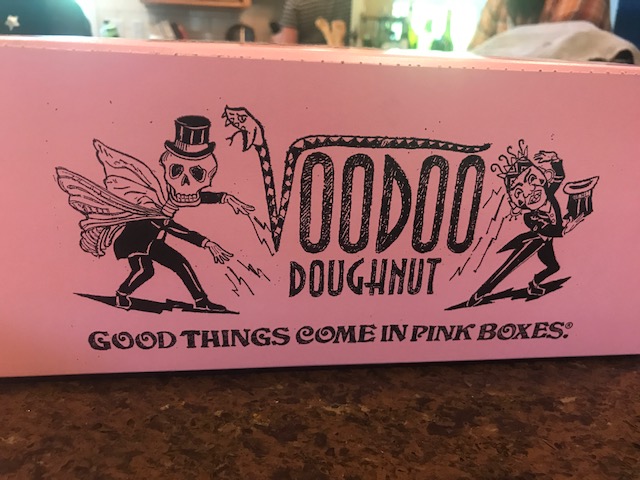 VOODOO
DOUGHNUT
GOOD THINGS COME IN PINK BOXES.®